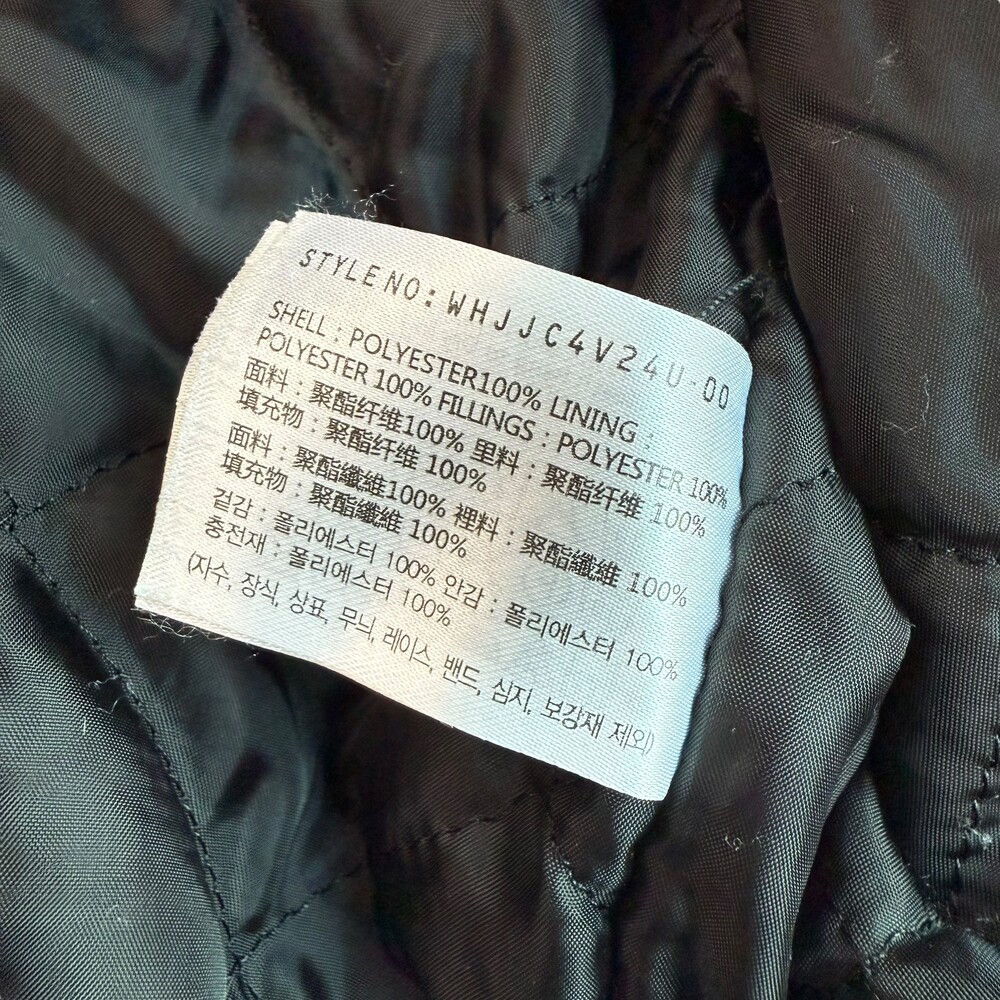 STYLE NO: WHJJC4V24U-00
SHELL : POLYESTER100% LINING :
POLYESTER 100% FILLINGS : POLYESTER 100%
面料 : 聚酯纤维100% 里料 : 聚酯纤维 100%
填充物 : 聚酯纤维 100%
面料 : 聚酯纖維100% 裡料 : 聚酯纖維 100%
填充物 : 聚酯纖維 100%
겉감 : 폴리에스터 100% 안감 : 폴리에스터 100%
충전재 : 폴리에스터 100%
(자수, 장식, 상표, 무늬, 레이스, 밴드, 심지, 보강재 제외)